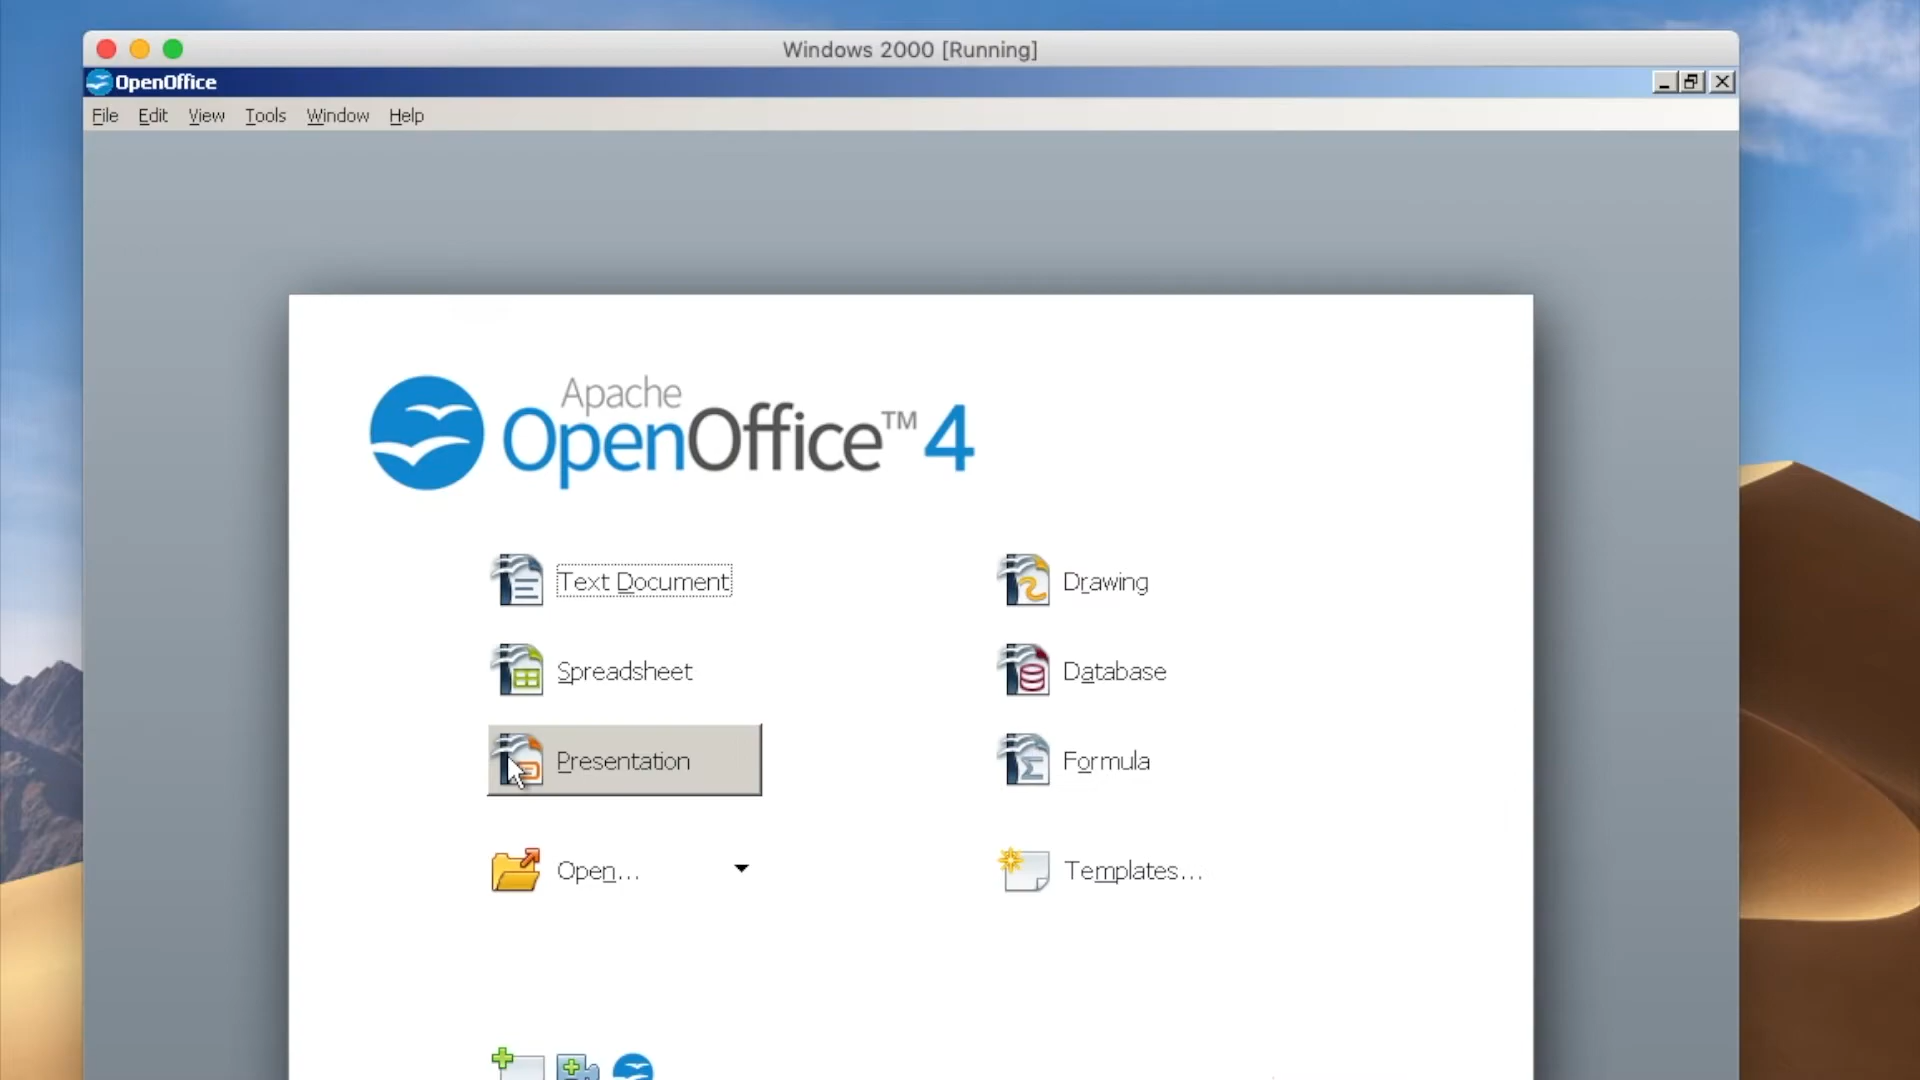 Windows 2000 [Running]
OpenOffice
File Edit View Tools Window Help
Apache
OpenOffice™ 4
Text Document
Drawing
Spreadsheet
Database
Presentation
Formula
Open...
Templates...